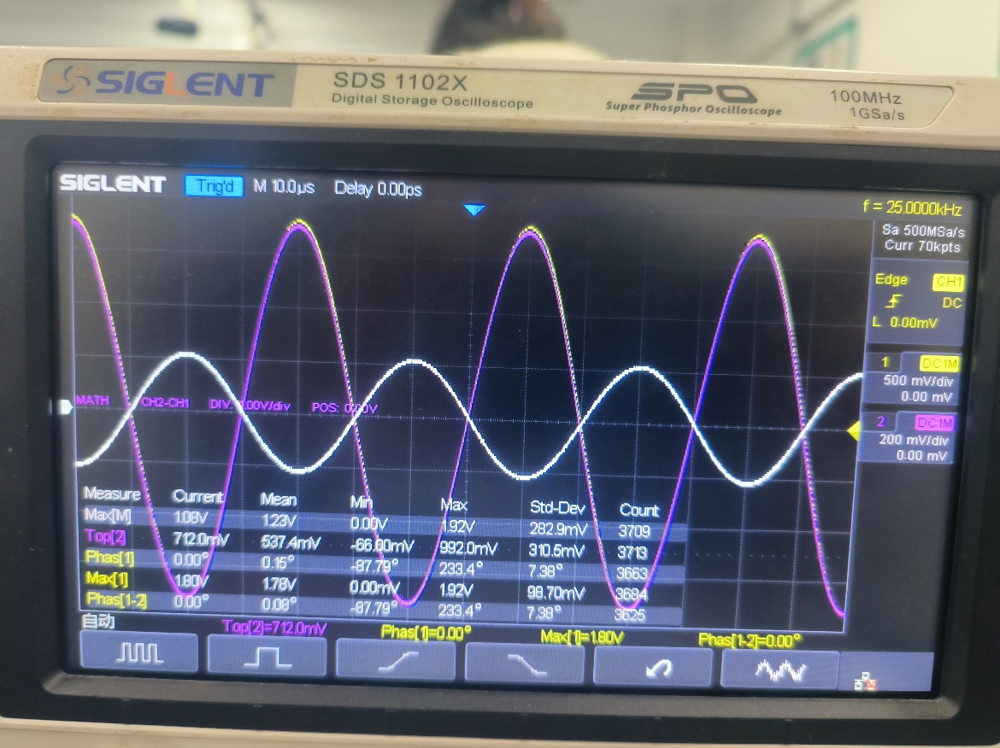 SIGLENT SDS 1102X SPO 100MHz
Digital Storage Oscilloscope Super Phosphor Oscilloscope 1GSa/s
SIGLENT Trig'd M 10.0µs Delay 0.00ps
f = 25.0000kHz
Sa 500MSa/s
Curr 70kpts
Edge CH1
DC
L 0.00mV
1 DC1M
500 mV/div
0.00 mV
2 DC1M
200 mV/div
0.00 mV
MATH CH2-CH1 DIV: .00V/div POS: 0.00V
Measure Current Mean Min Max Std-Dev Count
Max[M] 1.08V 1.23V 0.00V 1.92V 282.9mV 3709
Top[2] 712.0mV 537.4mV -66.00mV 992.0mV 310.5mV 3713
Phas[1] 0.00° 0.15° -87.79° 233.4° 7.38° 3663
Max[1] 1.80V 1.78V 0.00mV 1.92V 98.70mV 3684
Phas[1-2] 0.00° 0.08° -87.79° 233.4° 7.38° 3625
自动 Top[2]=712.0mV Phas[1]=0.00° Max[1]=1.80V Phas[1-2]=0.00°